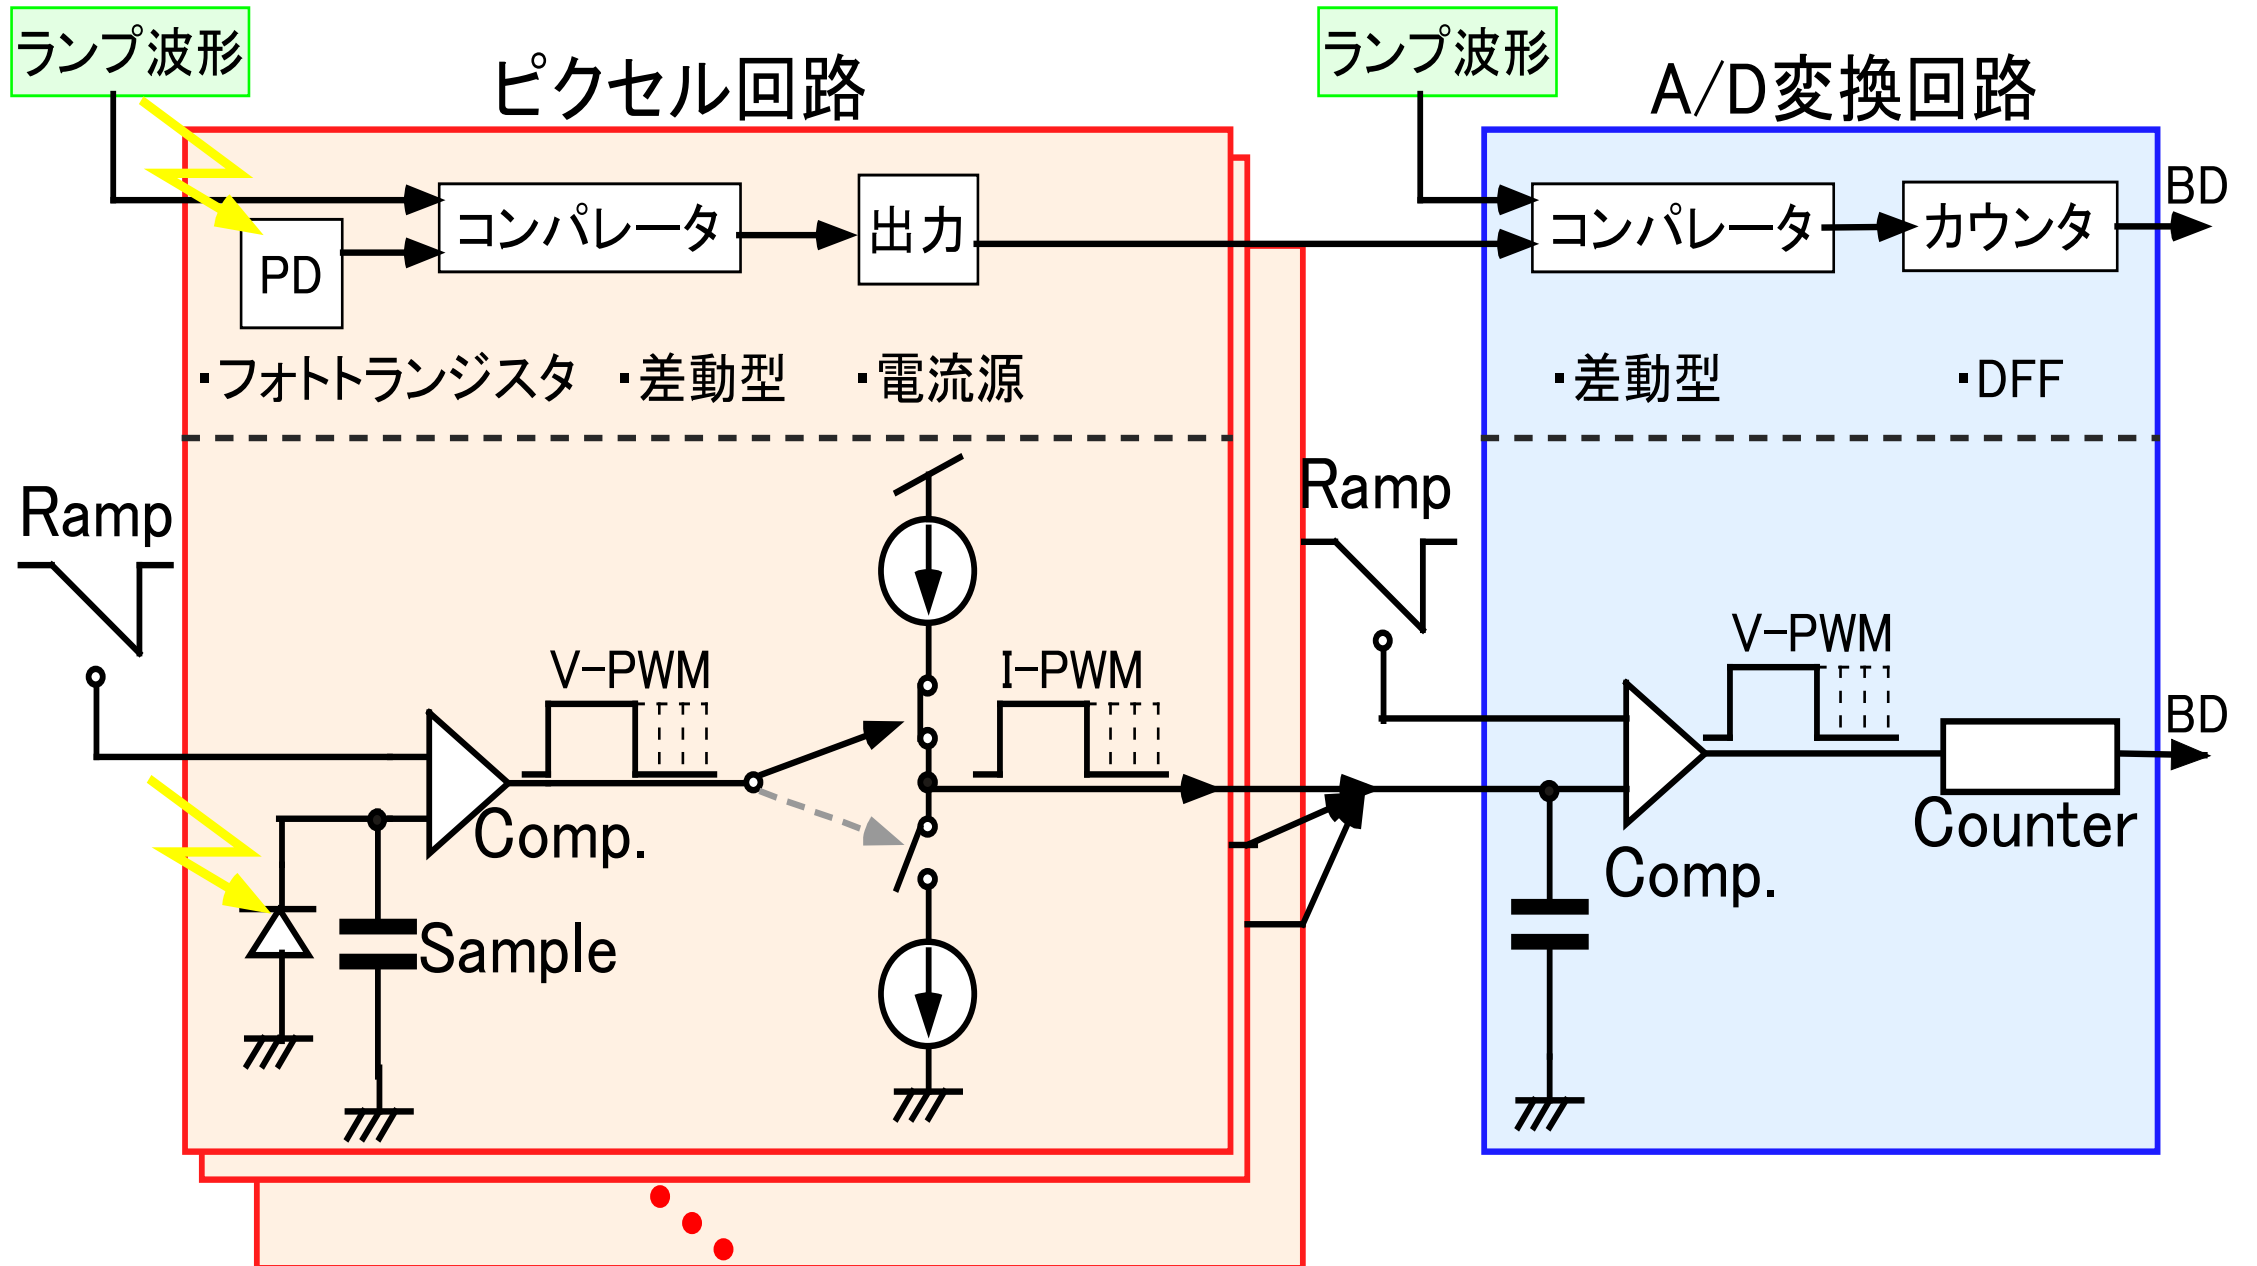 ランプ波形
ピクセル回路
ランプ波形
A/D変換回路
PD
コンパレータ
出力
コンパレータ
カウンタ
BD
・フォトトランジスタ ・差動型 ・電流源
・差動型 ・DFF
Ramp
V-PWM
I-PWM
Comp.
Sample
Ramp
V-PWM
BD
Comp.
Counter